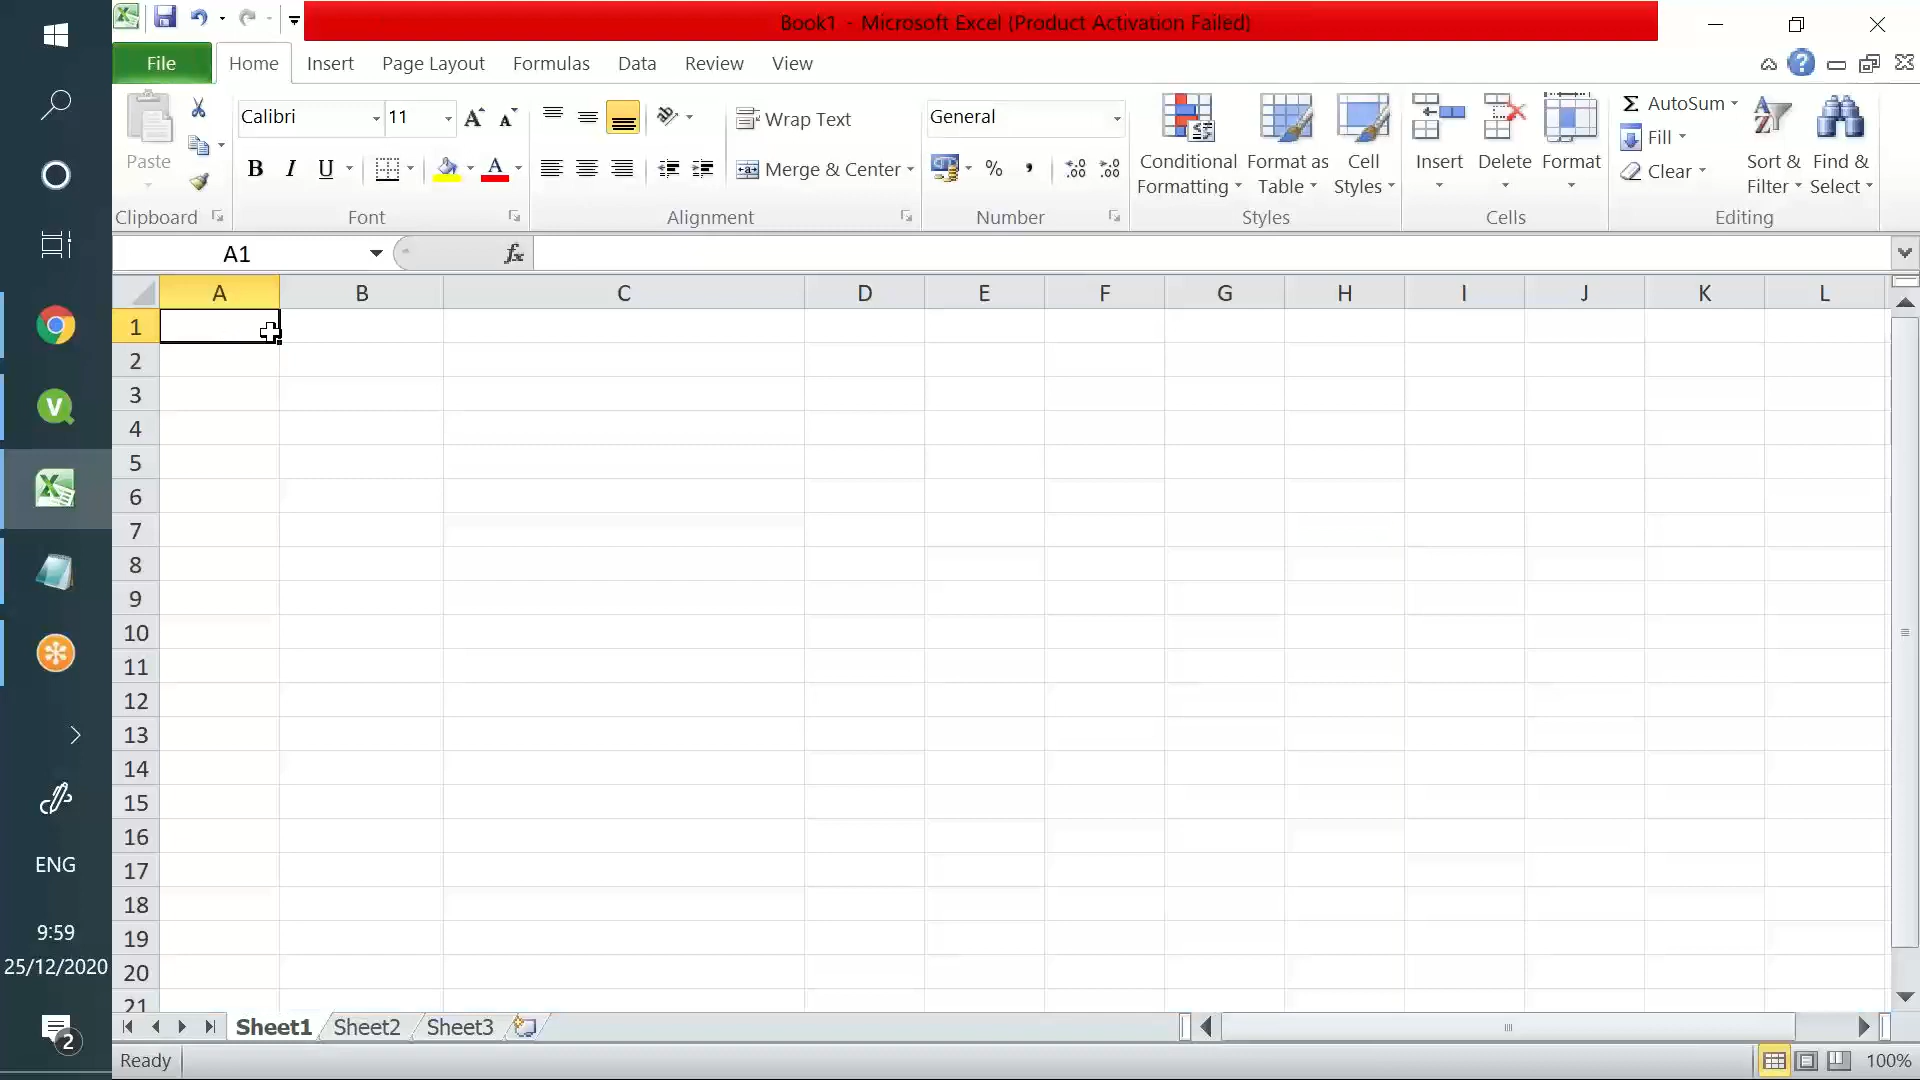 Book1 - Microsoft Excel (Product Activation Failed)
File Home Insert Page Layout Formulas Data Review View
Calibri 11 Wrap Text General AutoSum
Paste Conditional Format as Cell Insert Delete Format Fill Sort & Find &
B I U Merge & Center % , Formatting Table Styles Clear Filter Select
Clipboard Font Alignment Number Styles Cells Editing
A1 fx
A B C D E F G H I J K L
1
2
3
4
5
6
7
8
9
10
11
12
13
14
15
16
17
18
19
20
21
ENG
9:59
25/12/2020
2
Sheet1 Sheet2 Sheet3
Ready 100%